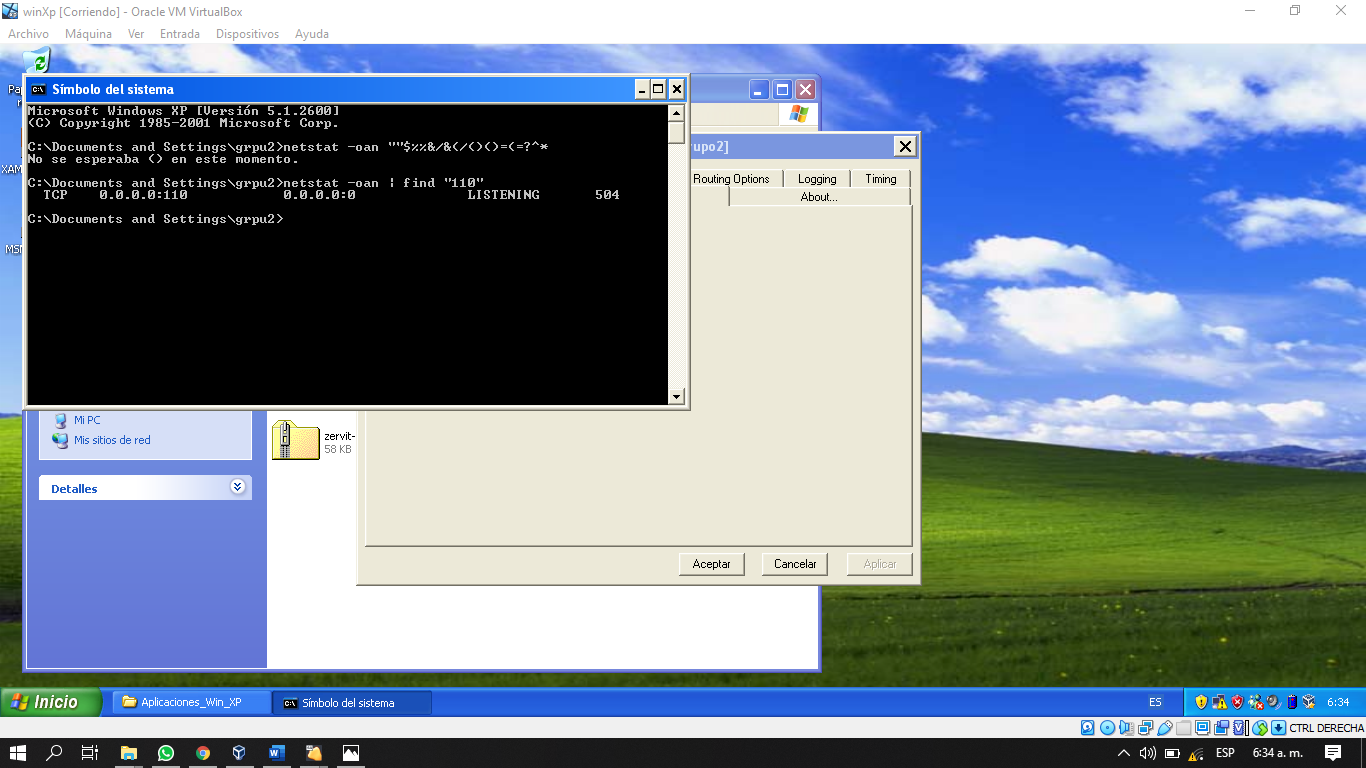 winXp [Corriendo] - Oracle VM VirtualBox
Archivo Máquina Ver Entrada Dispositivos Ayuda
Símbolo del sistema
Microsoft Windows XP [Versión 5.1.2600]
(C) Copyright 1985-2001 Microsoft Corp.
C:\Documents and Settings\grpu2>netstat -oan ""$%%&/&(/()()=(=?^*
No se esperaba () en este momento.
C:\Documents and Settings\grpu2>netstat -oan | find "110"
TCP 0.0.0.0:110 0.0.0.0:0 LISTENING 504
C:\Documents and Settings\grpu2>
upo2]
Routing Options Logging Timing
About...
XAM
MSN
Mi PC
Mis sitios de red
Detalles
zervit-
58 KB
Aceptar Cancelar Aplicar
Inicio Aplicaciones_Win_XP Símbolo del sistema ES 6:34
CTRL DERECHA
ESP 6:34 a. m.